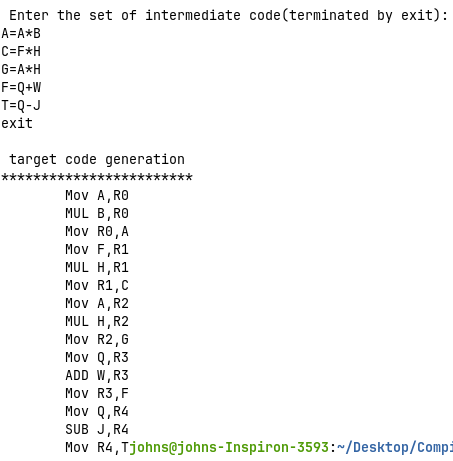 Enter the set of intermediate code(terminated by exit):
A=A*B
C=F*H
G=A*H
F=Q+W
T=Q-J
exit
target code generation
************************
Mov A,R0
MUL B,R0
Mov R0,A
Mov F,R1
MUL H,R1
Mov R1,C
Mov A,R2
MUL H,R2
Mov R2,G
Mov Q,R3
ADD W,R3
Mov R3,F
Mov Q,R4
SUB J,R4
Mov R4,Tjohns@johns-Inspiron-3593:~/Desktop/Compi